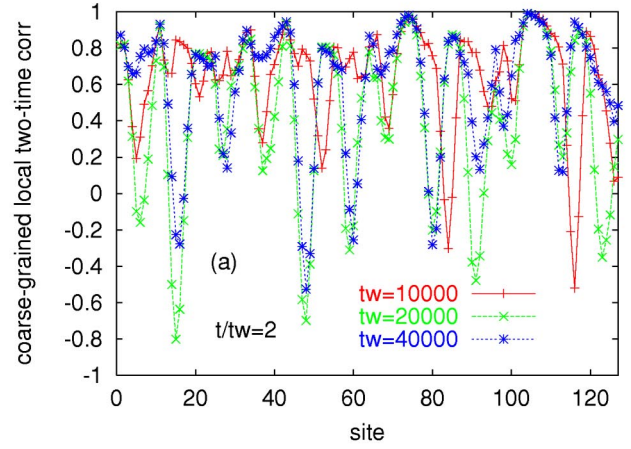 1
0.8
0.6
0.4
0.2
0
-0.2
-0.4
-0.6
-0.8
-1
coarse-grained local two-time corr
(a)
t/tw=2
tw=10000
tw=20000
tw=40000
0 20 40 60 80 100 120
site